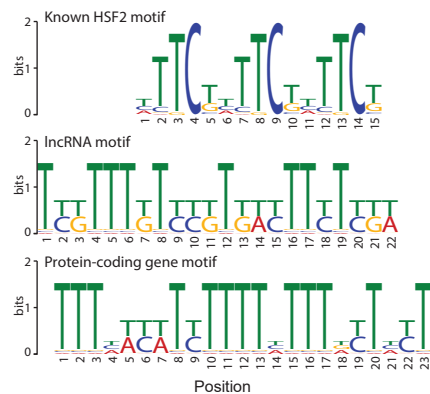 Known HSF2 motif
bits
2
1
0
1 2 3 4 5 6 7 8 9 10 11 12 13 14 15
lncRNA motif
bits
2
1
0
1 2 3 4 5 6 7 8 9 10 11 12 13 14 15 16 17 18 19 20 21 22
Protein-coding gene motif
bits
2
1
0
1 2 3 4 5 6 7 8 9 10 11 12 13 14 15 16 17 18 19 20 21 22 23
Position